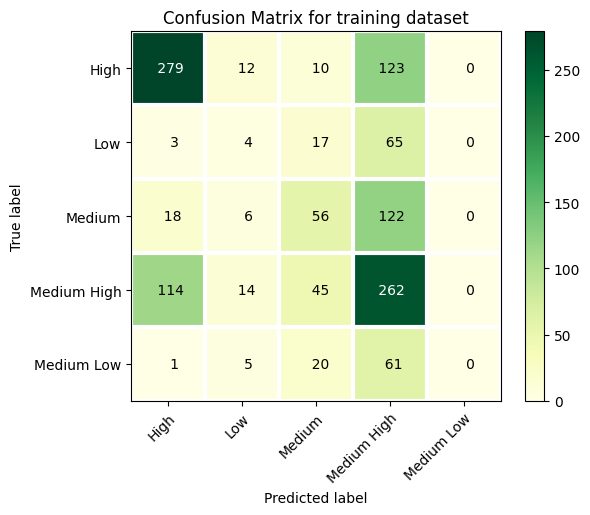 Confusion Matrix for training dataset
True label
High 279 12 10 123 0
Low 3 4 17 65 0
Medium 18 6 56 122 0
Medium High 114 14 45 262 0
Medium Low 1 5 20 61 0
High Low Medium Medium High Medium Low
Predicted label
250
200
150
100
50
0